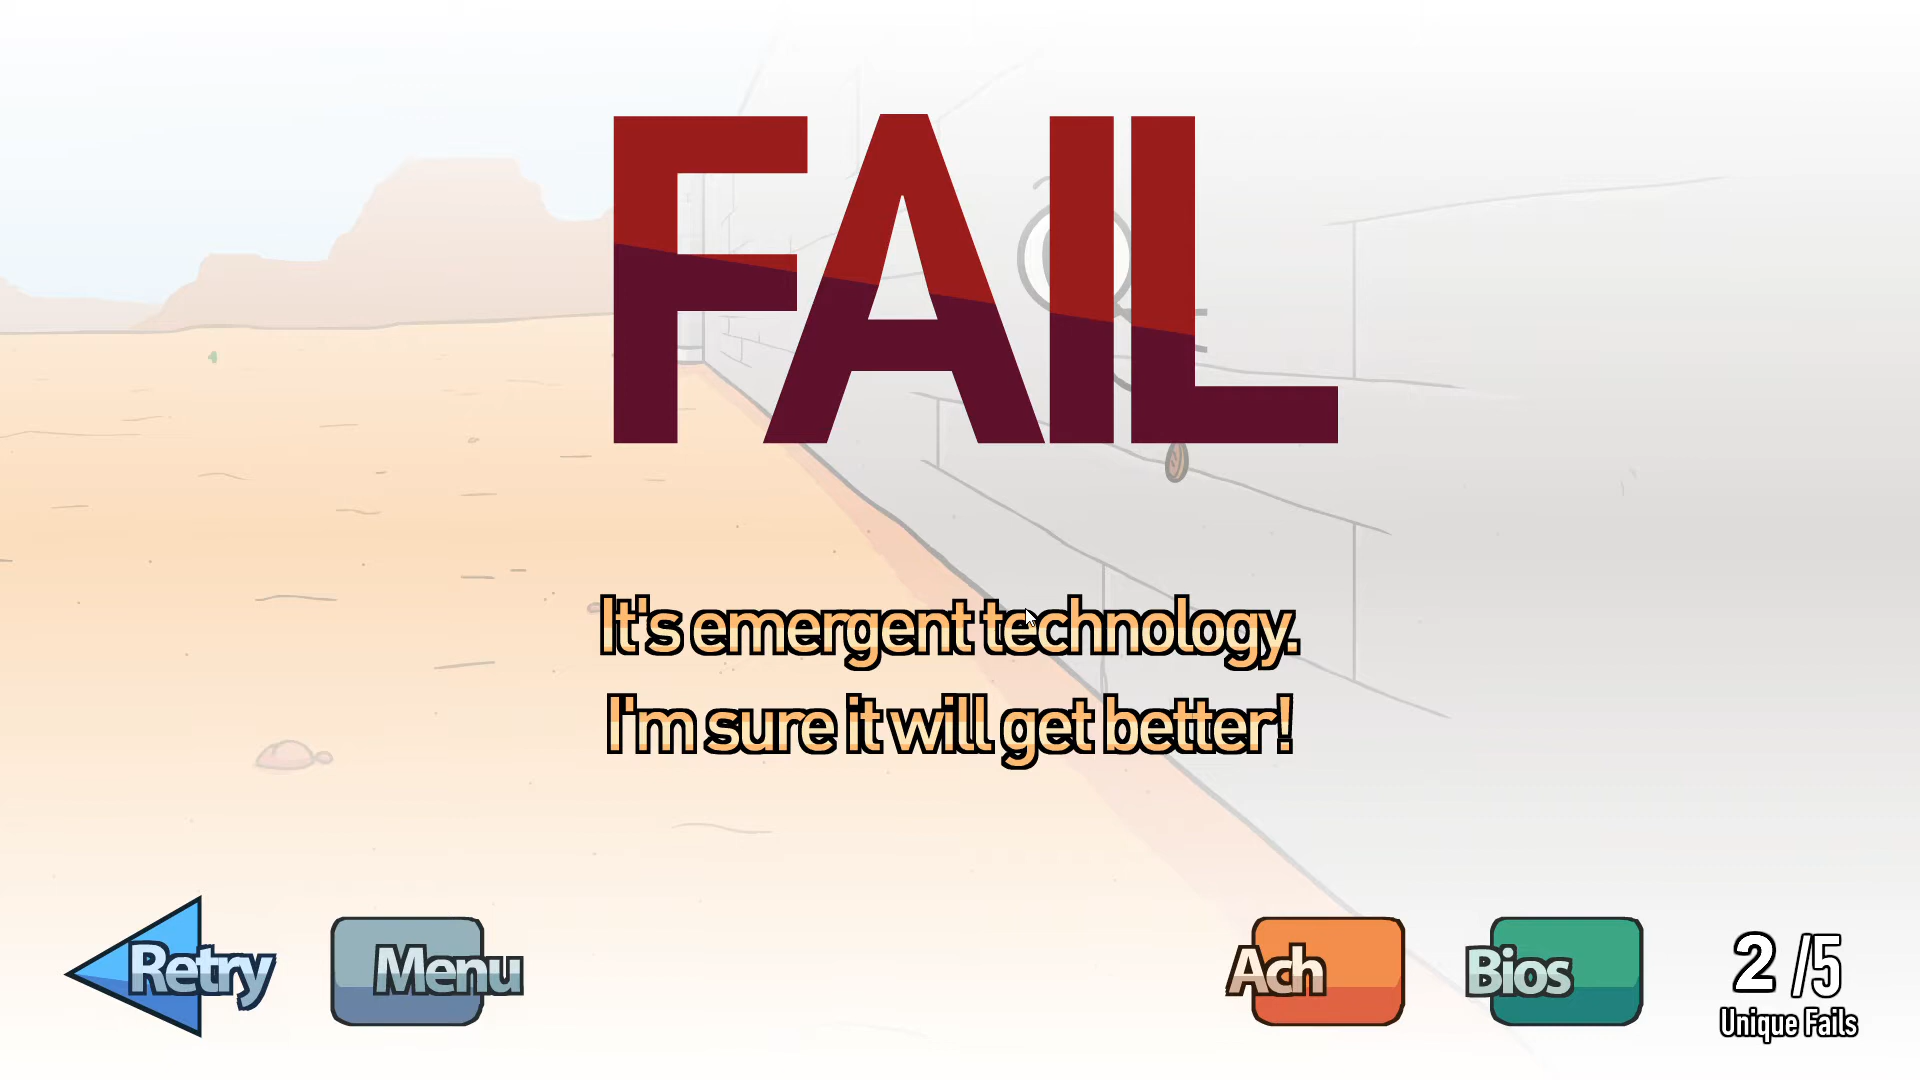 FAIL
It's emergent technology.
I'm sure it will get better!
Retry
Menu
Ach
Bios
2/5
Unique Fails